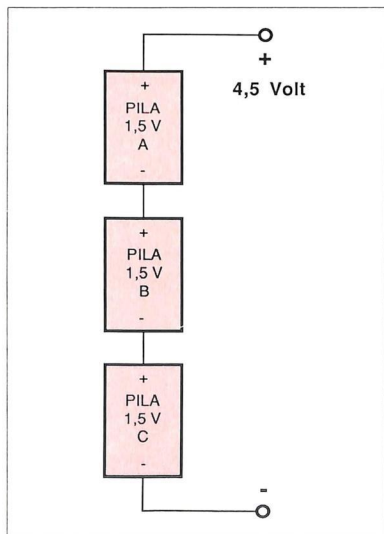 +
4,5 Volt
+
PILA
1,5 V
A
-
+
PILA
1,5 V
B
-
+
PILA
1,5 V
C
-
-